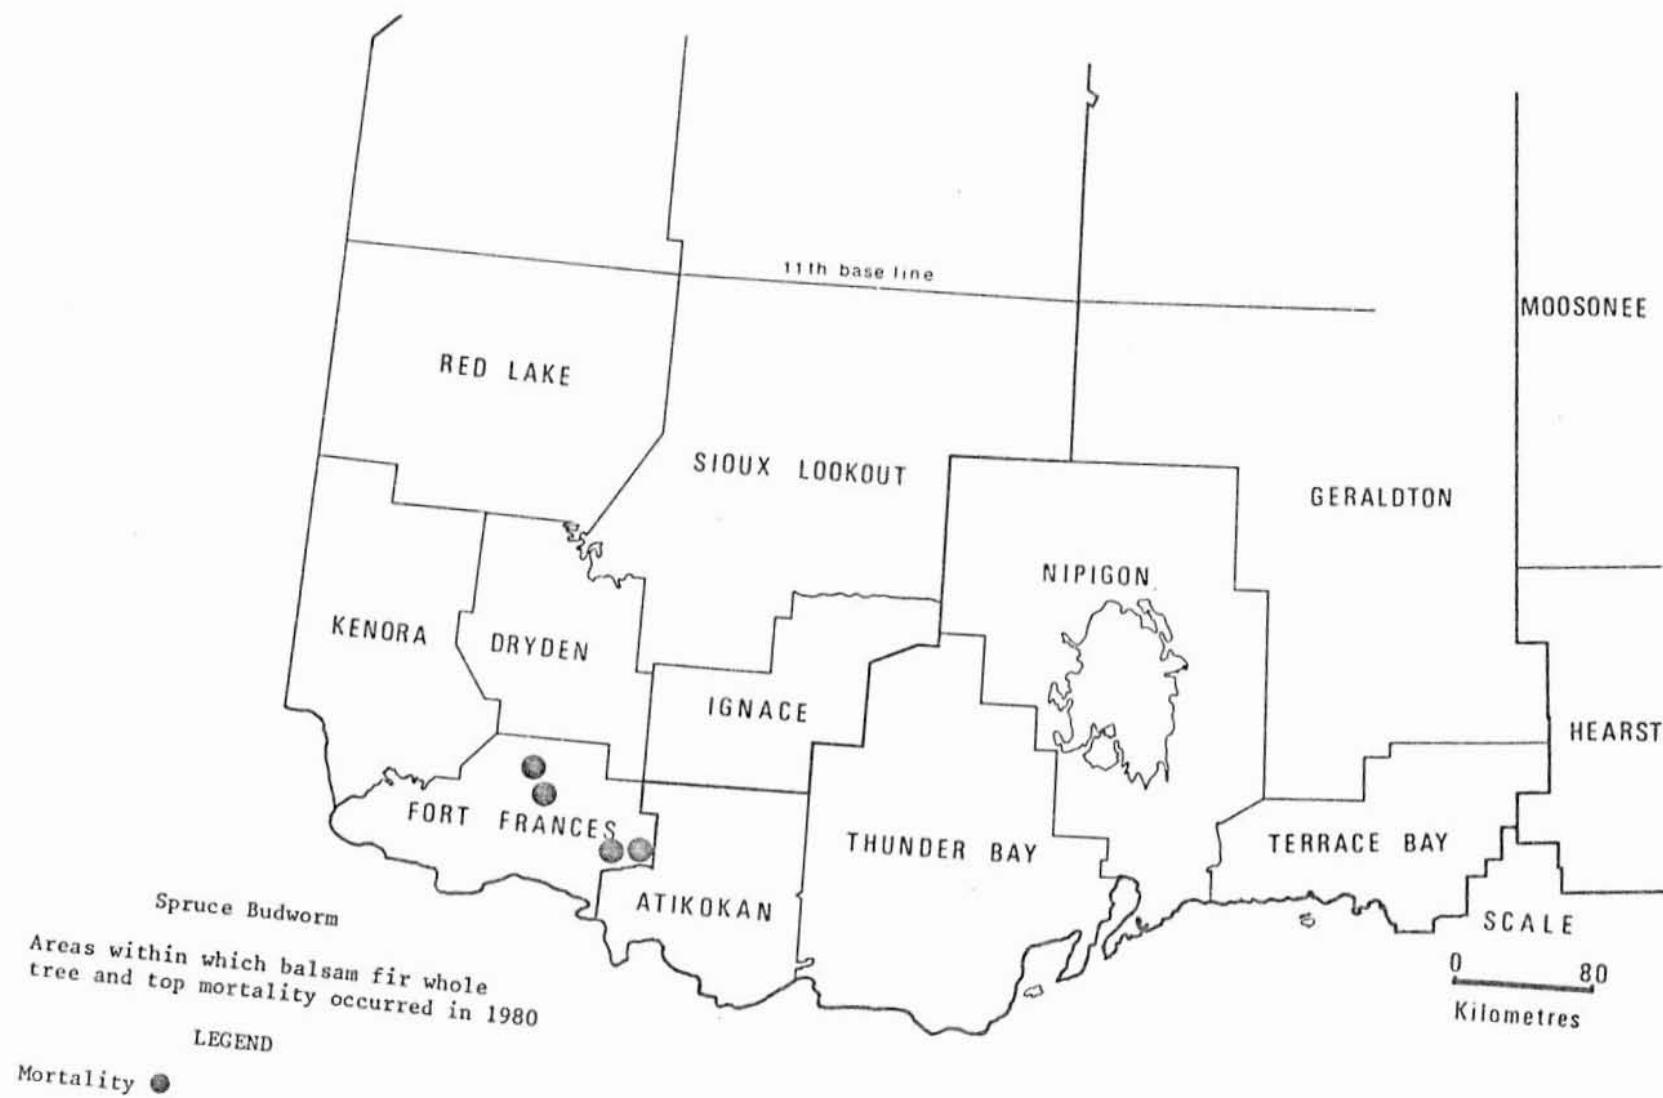 11th base line
MOOSONEE
RED LAKE
SIOUX LOOKOUT
GERALDTON
NIPIGON
KENORA
DRYDEN
IGNACE
HEARST
FORT FRANCES
THUNDER BAY
TERRACE BAY
ATIKOKAN
SCALE
0 80
Kilometres
Spruce Budworm
Areas within which balsam fir whole
tree and top mortality occurred in 1980
LEGEND
Mortality